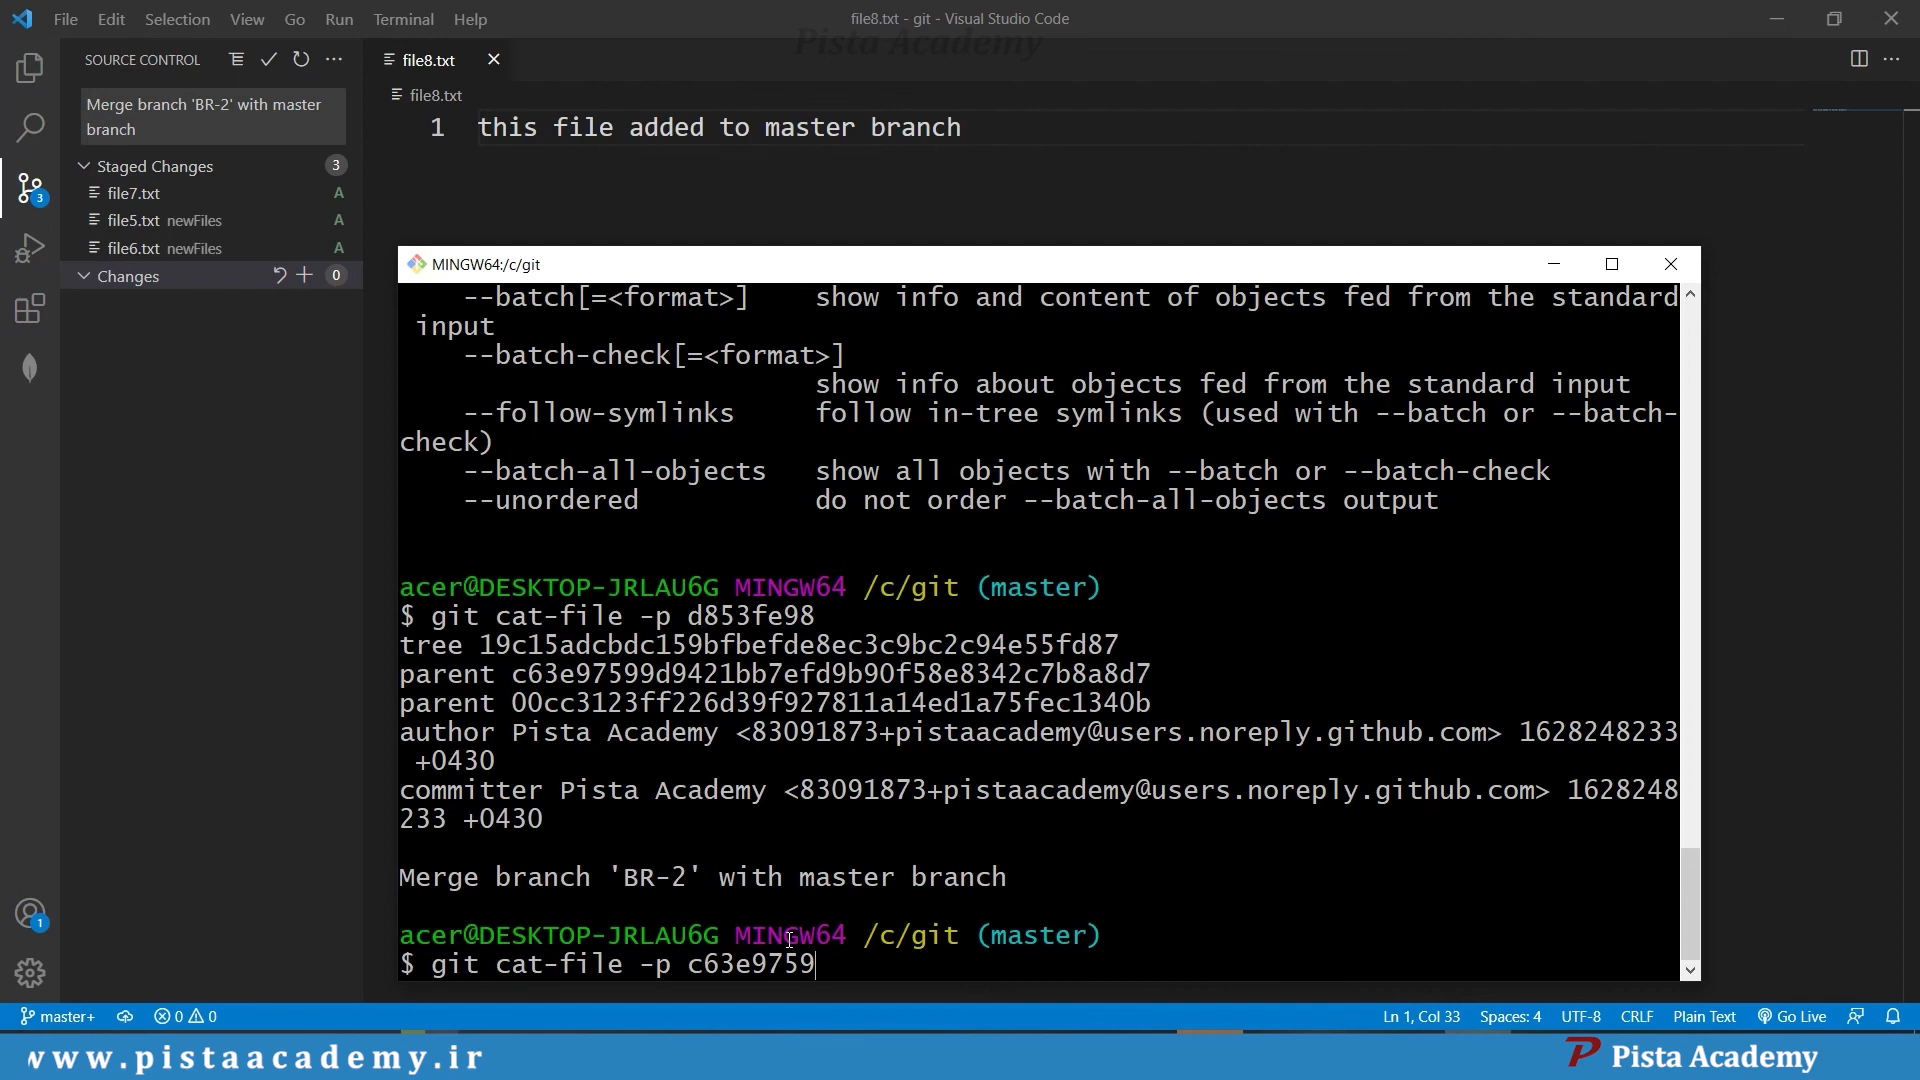 File Edit Selection View Go Run Terminal Help
file8.txt - git - Visual Studio Code
Pista Academy
SOURCE CONTROL
file8.txt
Merge branch 'BR-2' with master
branch
Staged Changes 3
file7.txt A
file5.txt newFiles A
file6.txt newFiles A
Changes 0
3
file8.txt
1 this file added to master branch
MINGW64:/c/git
--batch[=<format>] show info and content of objects fed from the standard
input
--batch-check[=<format>]
show info about objects fed from the standard input
--follow-symlinks follow in-tree symlinks (used with --batch or --batch-
check)
--batch-all-objects show all objects with --batch or --batch-check
--unordered do not order --batch-all-objects output
acer@DESKTOP-JRLAU6G MINGW64 /c/git (master)
$ git cat-file -p d853fe98
tree 19c15adcbdc159bfbefde8ec3c9bc2c94e55fd87
parent c63e97599d9421bb7efd9b90f58e8342c7b8a8d7
parent 00cc3123ff226d39f927811a14ed1a75fec1340b
author Pista Academy <83091873+pistaacademy@users.noreply.github.com> 1628248233
+0430
committer Pista Academy <83091873+pistaacademy@users.noreply.github.com> 1628248
233 +0430
Merge branch 'BR-2' with master branch
acer@DESKTOP-JRLAU6G MINGW64 /c/git (master)
$ git cat-file -p c63e9759
1
master+ 0 0
Ln 1, Col 33 Spaces: 4 UTF-8 CRLF Plain Text Go Live
www.pistaacademy.ir
P Pista Academy